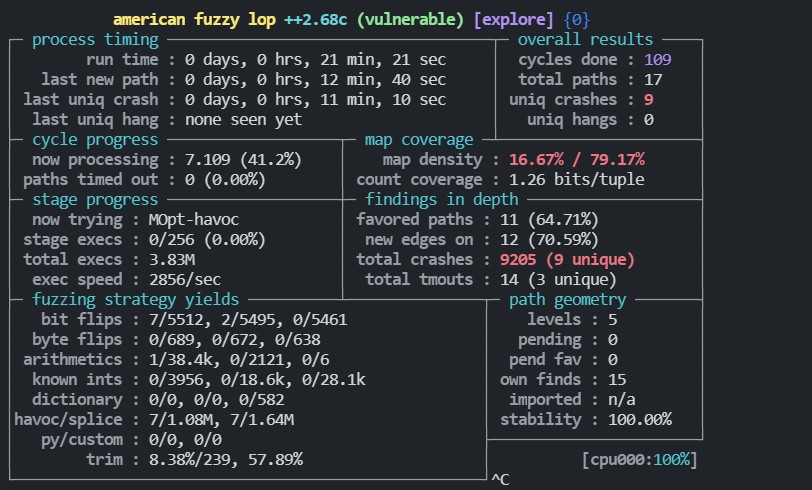 american fuzzy lop ++2.68c (vulnerable) [explore] {0}
process timing overall results
run time : 0 days, 0 hrs, 21 min, 21 sec cycles done : 109
last new path : 0 days, 0 hrs, 12 min, 40 sec total paths : 17
last uniq crash : 0 days, 0 hrs, 11 min, 10 sec uniq crashes : 9
last uniq hang : none seen yet uniq hangs : 0
cycle progress map coverage
now processing : 7.109 (41.2%) map density : 16.67% / 79.17%
paths timed out : 0 (0.00%) count coverage : 1.26 bits/tuple
stage progress findings in depth
now trying : MOpt-havoc favored paths : 11 (64.71%)
stage execs : 0/256 (0.00%) new edges on : 12 (70.59%)
total execs : 3.83M total crashes : 9205 (9 unique)
exec speed : 2856/sec total tmouts : 14 (3 unique)
fuzzing strategy yields path geometry
bit flips : 7/5512, 2/5495, 0/5461 levels : 5
byte flips : 0/689, 0/672, 0/638 pending : 0
arithmetics : 1/38.4k, 0/2121, 0/6 pend fav : 0
known ints : 0/3956, 0/18.6k, 0/28.1k own finds : 15
dictionary : 0/0, 0/0, 0/582 imported : n/a
havoc/splice : 7/1.08M, 7/1.64M stability : 100.00%
py/custom : 0/0, 0/0
trim : 8.38%/239, 57.89% [cpu000:100%]
^C